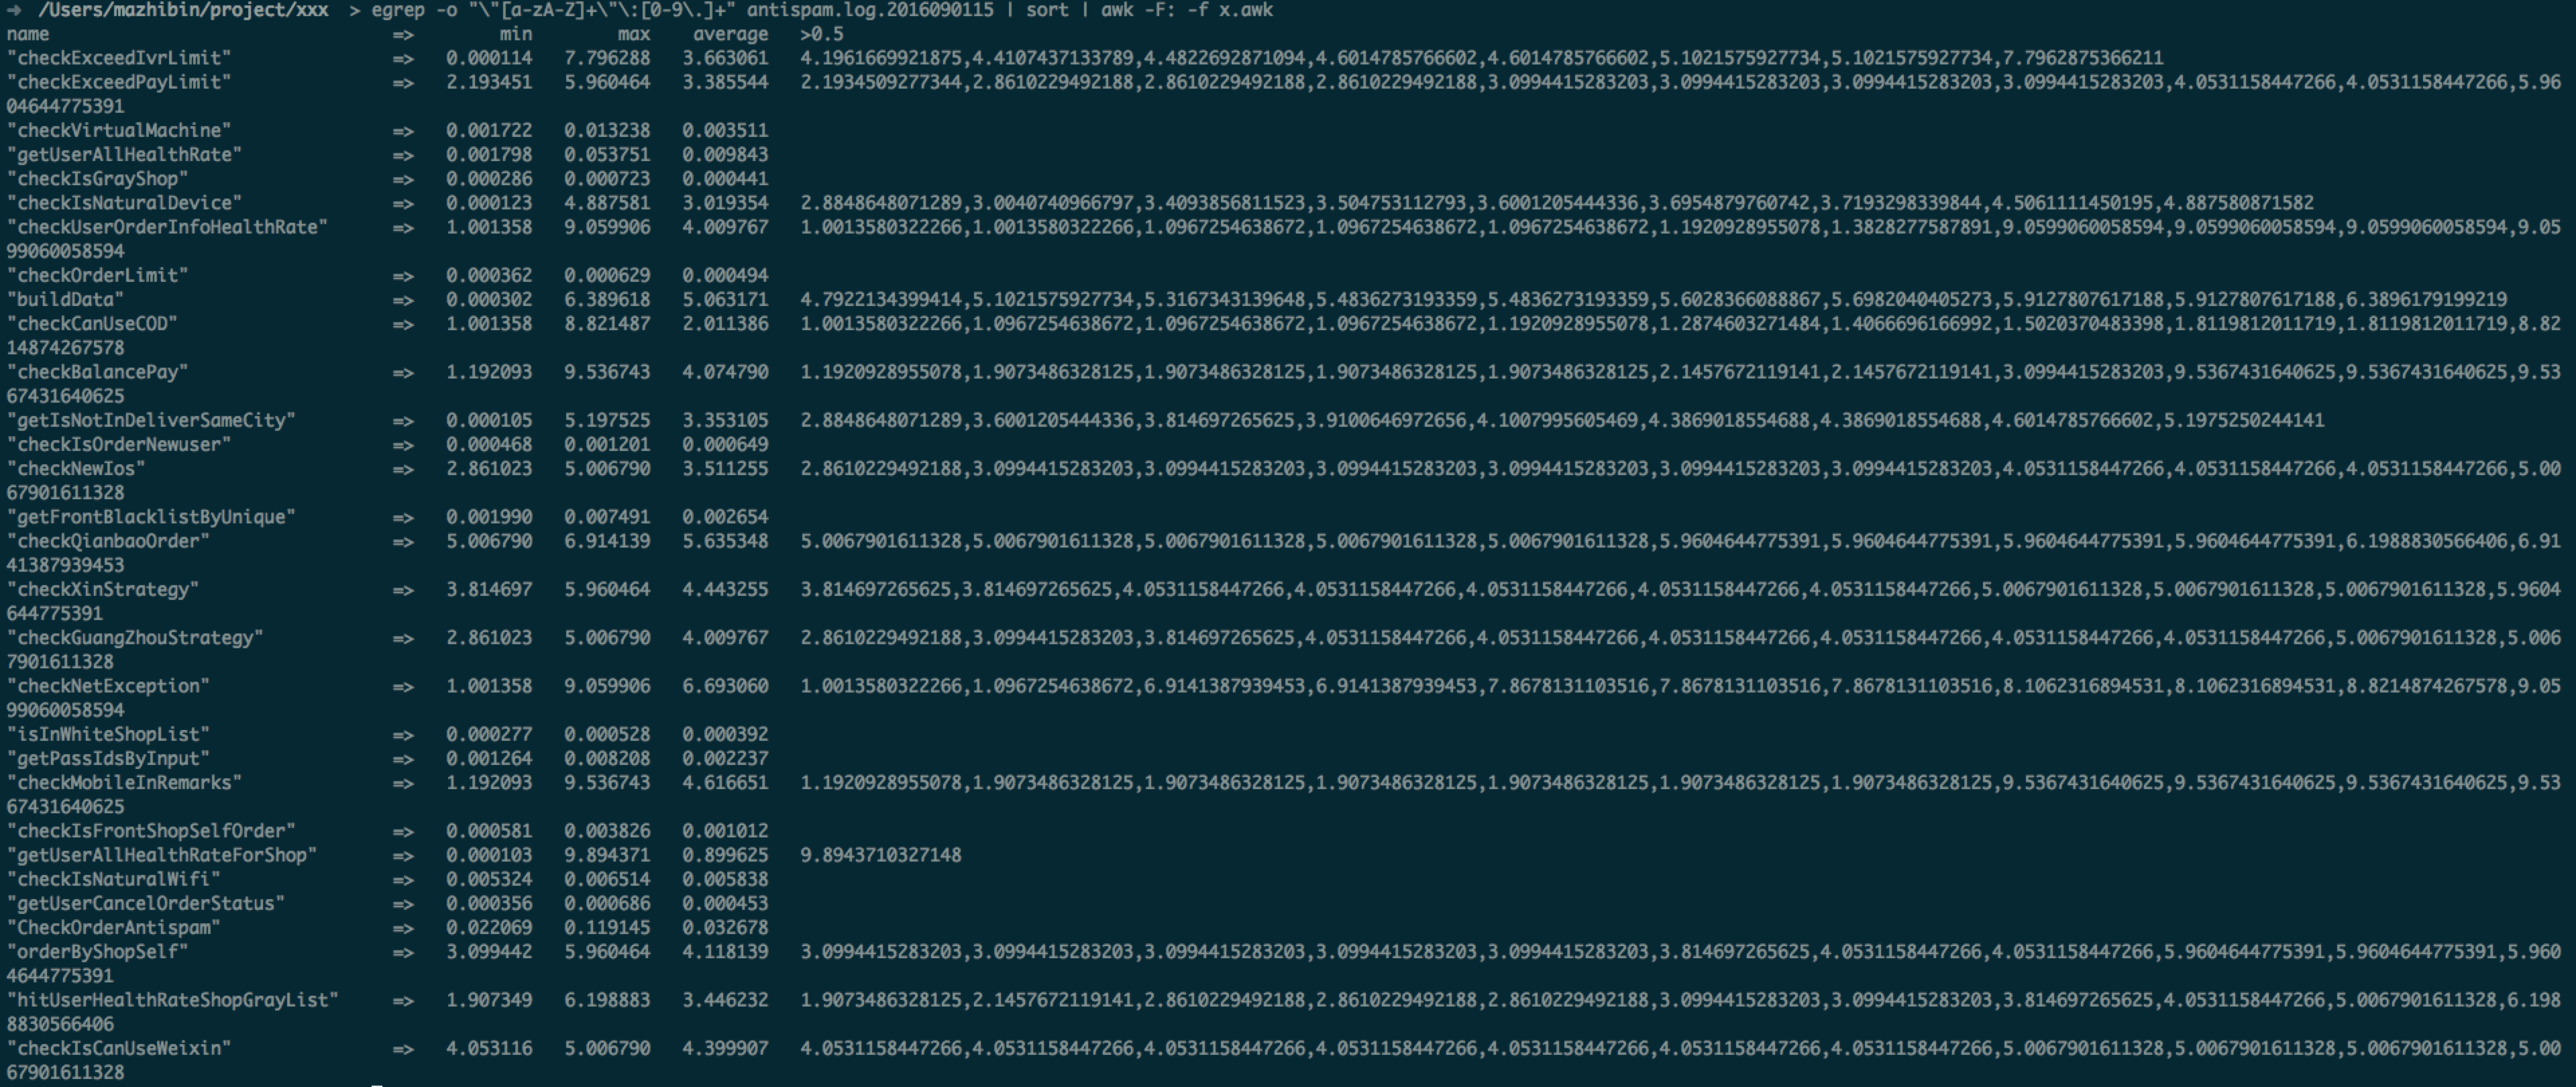 ➜  /Users/mazhibin/project/xxx  > egrep -o "\"[a-zA-Z]+\"\:[0-9\.]+" antispam.log.2016090115 | sort | awk -F: -f x.awk
name => min max average >0.5
"checkExceedIvrLimit" => 0.000114 7.796288 3.663061 4.1961669921875,4.4107437133789,4.4822692871094,4.6014785766602,4.6014785766602,5.1021575927734,5.1021575927734,7.7962875366211
"checkExceedPayLimit" => 2.193451 5.960464 3.385544 2.1934509277344,2.8610229492188,2.8610229492188,2.8610229492188,3.0994415283203,3.0994415283203,3.0994415283203,3.0994415283203,4.0531158447266,4.0531158447266,5.96
04644775391
"checkVirtualMachine" => 0.001722 0.013238 0.003511
"getUserAllHealthRate" => 0.001798 0.053751 0.009843
"checkIsGrayShop" => 0.000286 0.000723 0.000441
"checkIsNaturalDevice" => 0.000123 4.887581 3.019354 2.8848648071289,3.0040740966797,3.4093856811523,3.504753112793,3.6001205444336,3.6954879760742,3.7193298339844,4.5061111450195,4.887580871582
"checkUserOrderInfoHealthRate" => 1.001358 9.059906 4.009767 1.0013580322266,1.0013580322266,1.0967254638672,1.0967254638672,1.0967254638672,1.1920928955078,1.3828277587891,9.0599060058594,9.0599060058594,9.0599060058594,9.05
99060058594
"checkOrderLimit" => 0.000362 0.000629 0.000494
"buildData" => 0.000302 6.389618 5.063171 4.7922134399414,5.1021575927734,5.3167343139648,5.4836273193359,5.4836273193359,5.6028366088867,5.6982040405273,5.9127807617188,5.9127807617188,6.3896179199219
"checkCanUseCOD" => 1.001358 8.821487 2.011386 1.0013580322266,1.0967254638672,1.0967254638672,1.0967254638672,1.1920928955078,1.2874603271484,1.4066696166992,1.5020370483398,1.8119812011719,1.8119812011719,8.82
14874267578
"checkBalancePay" => 1.192093 9.536743 4.074790 1.1920928955078,1.9073486328125,1.9073486328125,1.9073486328125,1.9073486328125,2.1457672119141,2.1457672119141,3.0994415283203,9.5367431640625,9.5367431640625,9.53
67431640625
"getIsNotInDeliverSameCity" => 0.000105 5.197525 3.353105 2.8848648071289,3.6001205444336,3.814697265625,3.9100646972656,4.1007995605469,4.3869018554688,4.3869018554688,4.6014785766602,5.1975250244141
"checkIsOrderNewuser" => 0.000468 0.001201 0.000649
"checkNewIos" => 2.861023 5.006790 3.511255 2.8610229492188,3.0994415283203,3.0994415283203,3.0994415283203,3.0994415283203,3.0994415283203,3.0994415283203,4.0531158447266,4.0531158447266,4.0531158447266,5.00
67901611328
"getFrontBlacklistByUnique" => 0.001990 0.007491 0.002654
"checkQianbaoOrder" => 5.006790 6.914139 5.635348 5.0067901611328,5.0067901611328,5.0067901611328,5.0067901611328,5.0067901611328,5.9604644775391,5.9604644775391,5.9604644775391,5.9604644775391,6.1988830566406,6.91
41387939453
"checkXinStrategy" => 3.814697 5.960464 4.443255 3.814697265625,3.814697265625,4.0531158447266,4.0531158447266,4.0531158447266,4.0531158447266,4.0531158447266,5.0067901611328,5.0067901611328,5.0067901611328,5.9604
644775391
"checkGuangZhouStrategy" => 2.861023 5.006790 4.009767 2.8610229492188,3.0994415283203,3.814697265625,4.0531158447266,4.0531158447266,4.0531158447266,4.0531158447266,4.0531158447266,4.0531158447266,5.0067901611328,5.006
7901611328
"checkNetException" => 1.001358 9.059906 6.693060 1.0013580322266,1.0967254638672,6.9141387939453,6.9141387939453,7.8678131103516,7.8678131103516,7.8678131103516,8.1062316894531,8.1062316894531,8.8214874267578,9.05
99060058594
"isInWhiteShopList" => 0.000277 0.000528 0.000392
"getPassIdsByInput" => 0.001264 0.008208 0.002237
"checkMobileInRemarks" => 1.192093 9.536743 4.616651 1.1920928955078,1.9073486328125,1.9073486328125,1.9073486328125,1.9073486328125,1.9073486328125,1.9073486328125,9.5367431640625,9.5367431640625,9.5367431640625,9.53
67431640625
"checkIsFrontShopSelfOrder" => 0.000581 0.003826 0.001012
"getUserAllHealthRateForShop" => 0.000103 9.894371 0.899625 9.8943710327148
"checkIsNaturalWifi" => 0.005324 0.006514 0.005838
"getUserCancelOrderStatus" => 0.000356 0.000686 0.000453
"CheckOrderAntispam" => 0.022069 0.119145 0.032678
"orderByShopSelf" => 3.099442 5.960464 4.118139 3.0994415283203,3.0994415283203,3.0994415283203,3.0994415283203,3.0994415283203,3.814697265625,4.0531158447266,4.0531158447266,5.9604644775391,5.9604644775391,5.960
4644775391
"hitUserHealthRateShopGrayList" => 1.907349 6.198883 3.446232 1.9073486328125,2.1457672119141,2.8610229492188,2.8610229492188,2.8610229492188,3.0994415283203,3.0994415283203,3.814697265625,4.0531158447266,5.0067901611328,6.198
8830566406
"checkIsCanUseWeixin" => 4.053116 5.006790 4.399907 4.0531158447266,4.0531158447266,4.0531158447266,4.0531158447266,4.0531158447266,4.0531158447266,4.0531158447266,5.0067901611328,5.0067901611328,5.0067901611328,5.00
67901611328